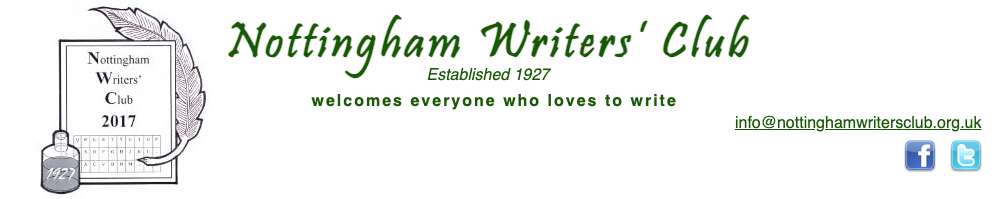 Nottingham
Writers'
Club
2017
1927
Nottingham Writers' Club
Established 1927
welcomes everyone who loves to write
info@nottinghamwritersclub.org.uk